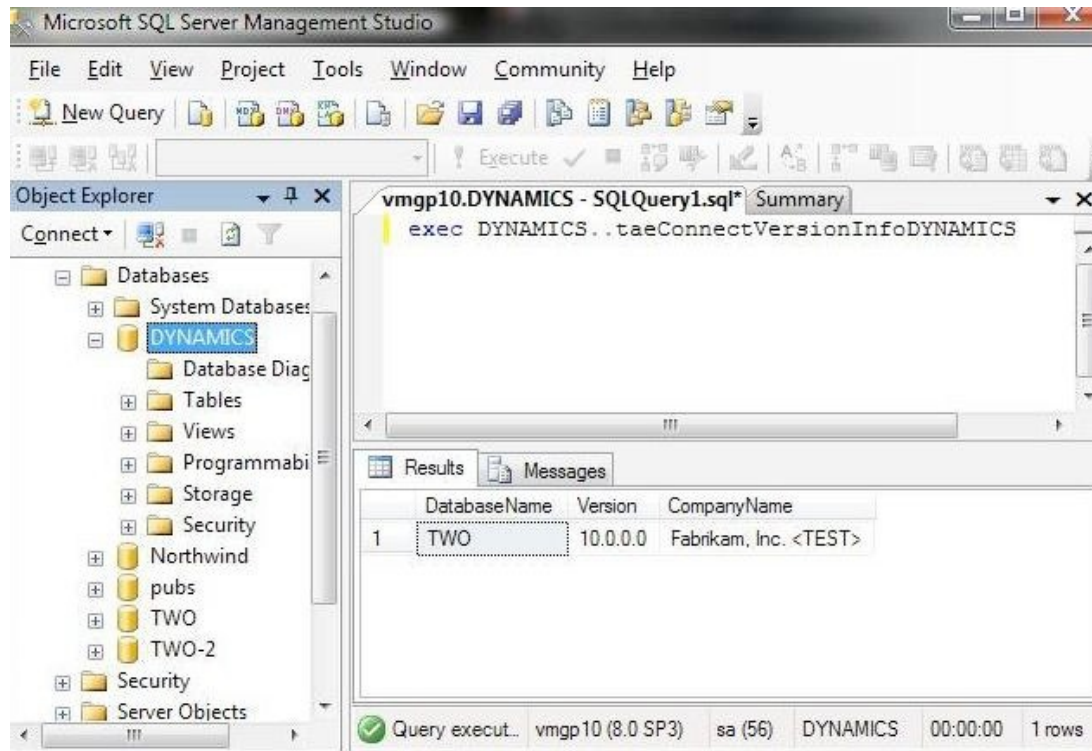 Microsoft SQL Server Management Studio
File Edit View Project Tools Window Community Help
New Query
Execute
Object Explorer
Connect
Databases
System Databases
DYNAMICS
Database Diag
Tables
Views
Programmabi
Storage
Security
Northwind
pubs
TWO
TWO-2
Security
Server Objects
vmgp10.DYNAMICS - SQLQuery1.sql* Summary
exec DYNAMICS..taeConnectVersionInfoDYNAMICS
Results Messages
DatabaseName Version CompanyName
1 TWO 10.0.0.0 Fabrikam, Inc. <TEST>
Query execut... vmgp10 (8.0 SP3) sa (56) DYNAMICS 00:00:00 1 rows